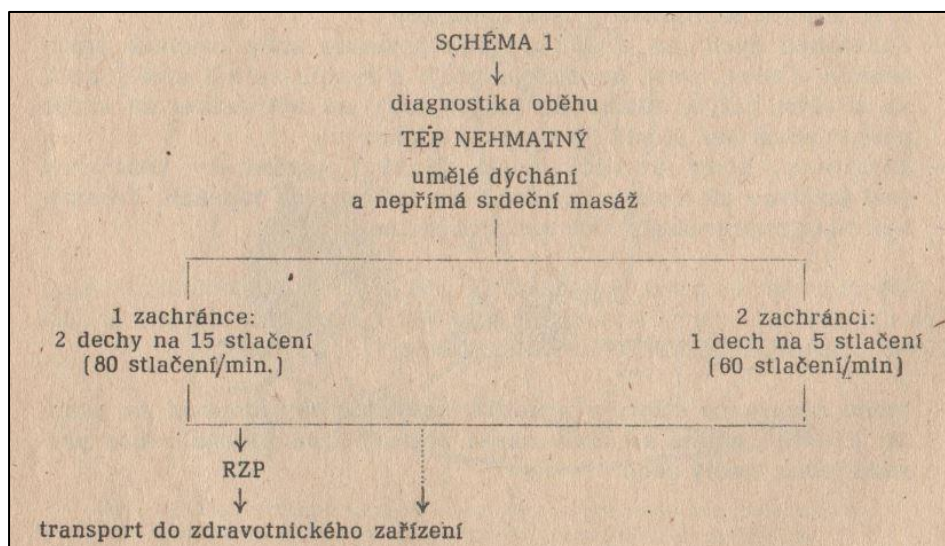 SCHÉMA 1
diagnostika oběhu
TEP NEHMATNÝ
umělé dýchání
a nepřímá srdeční masáž
1 zachránce:
2 dechy na 15 stlačení
(80 stlačení/min.)
2 zachránci:
1 dech na 5 stlačení
(60 stlačení/min)
RZP
transport do zdravotnického zařízení